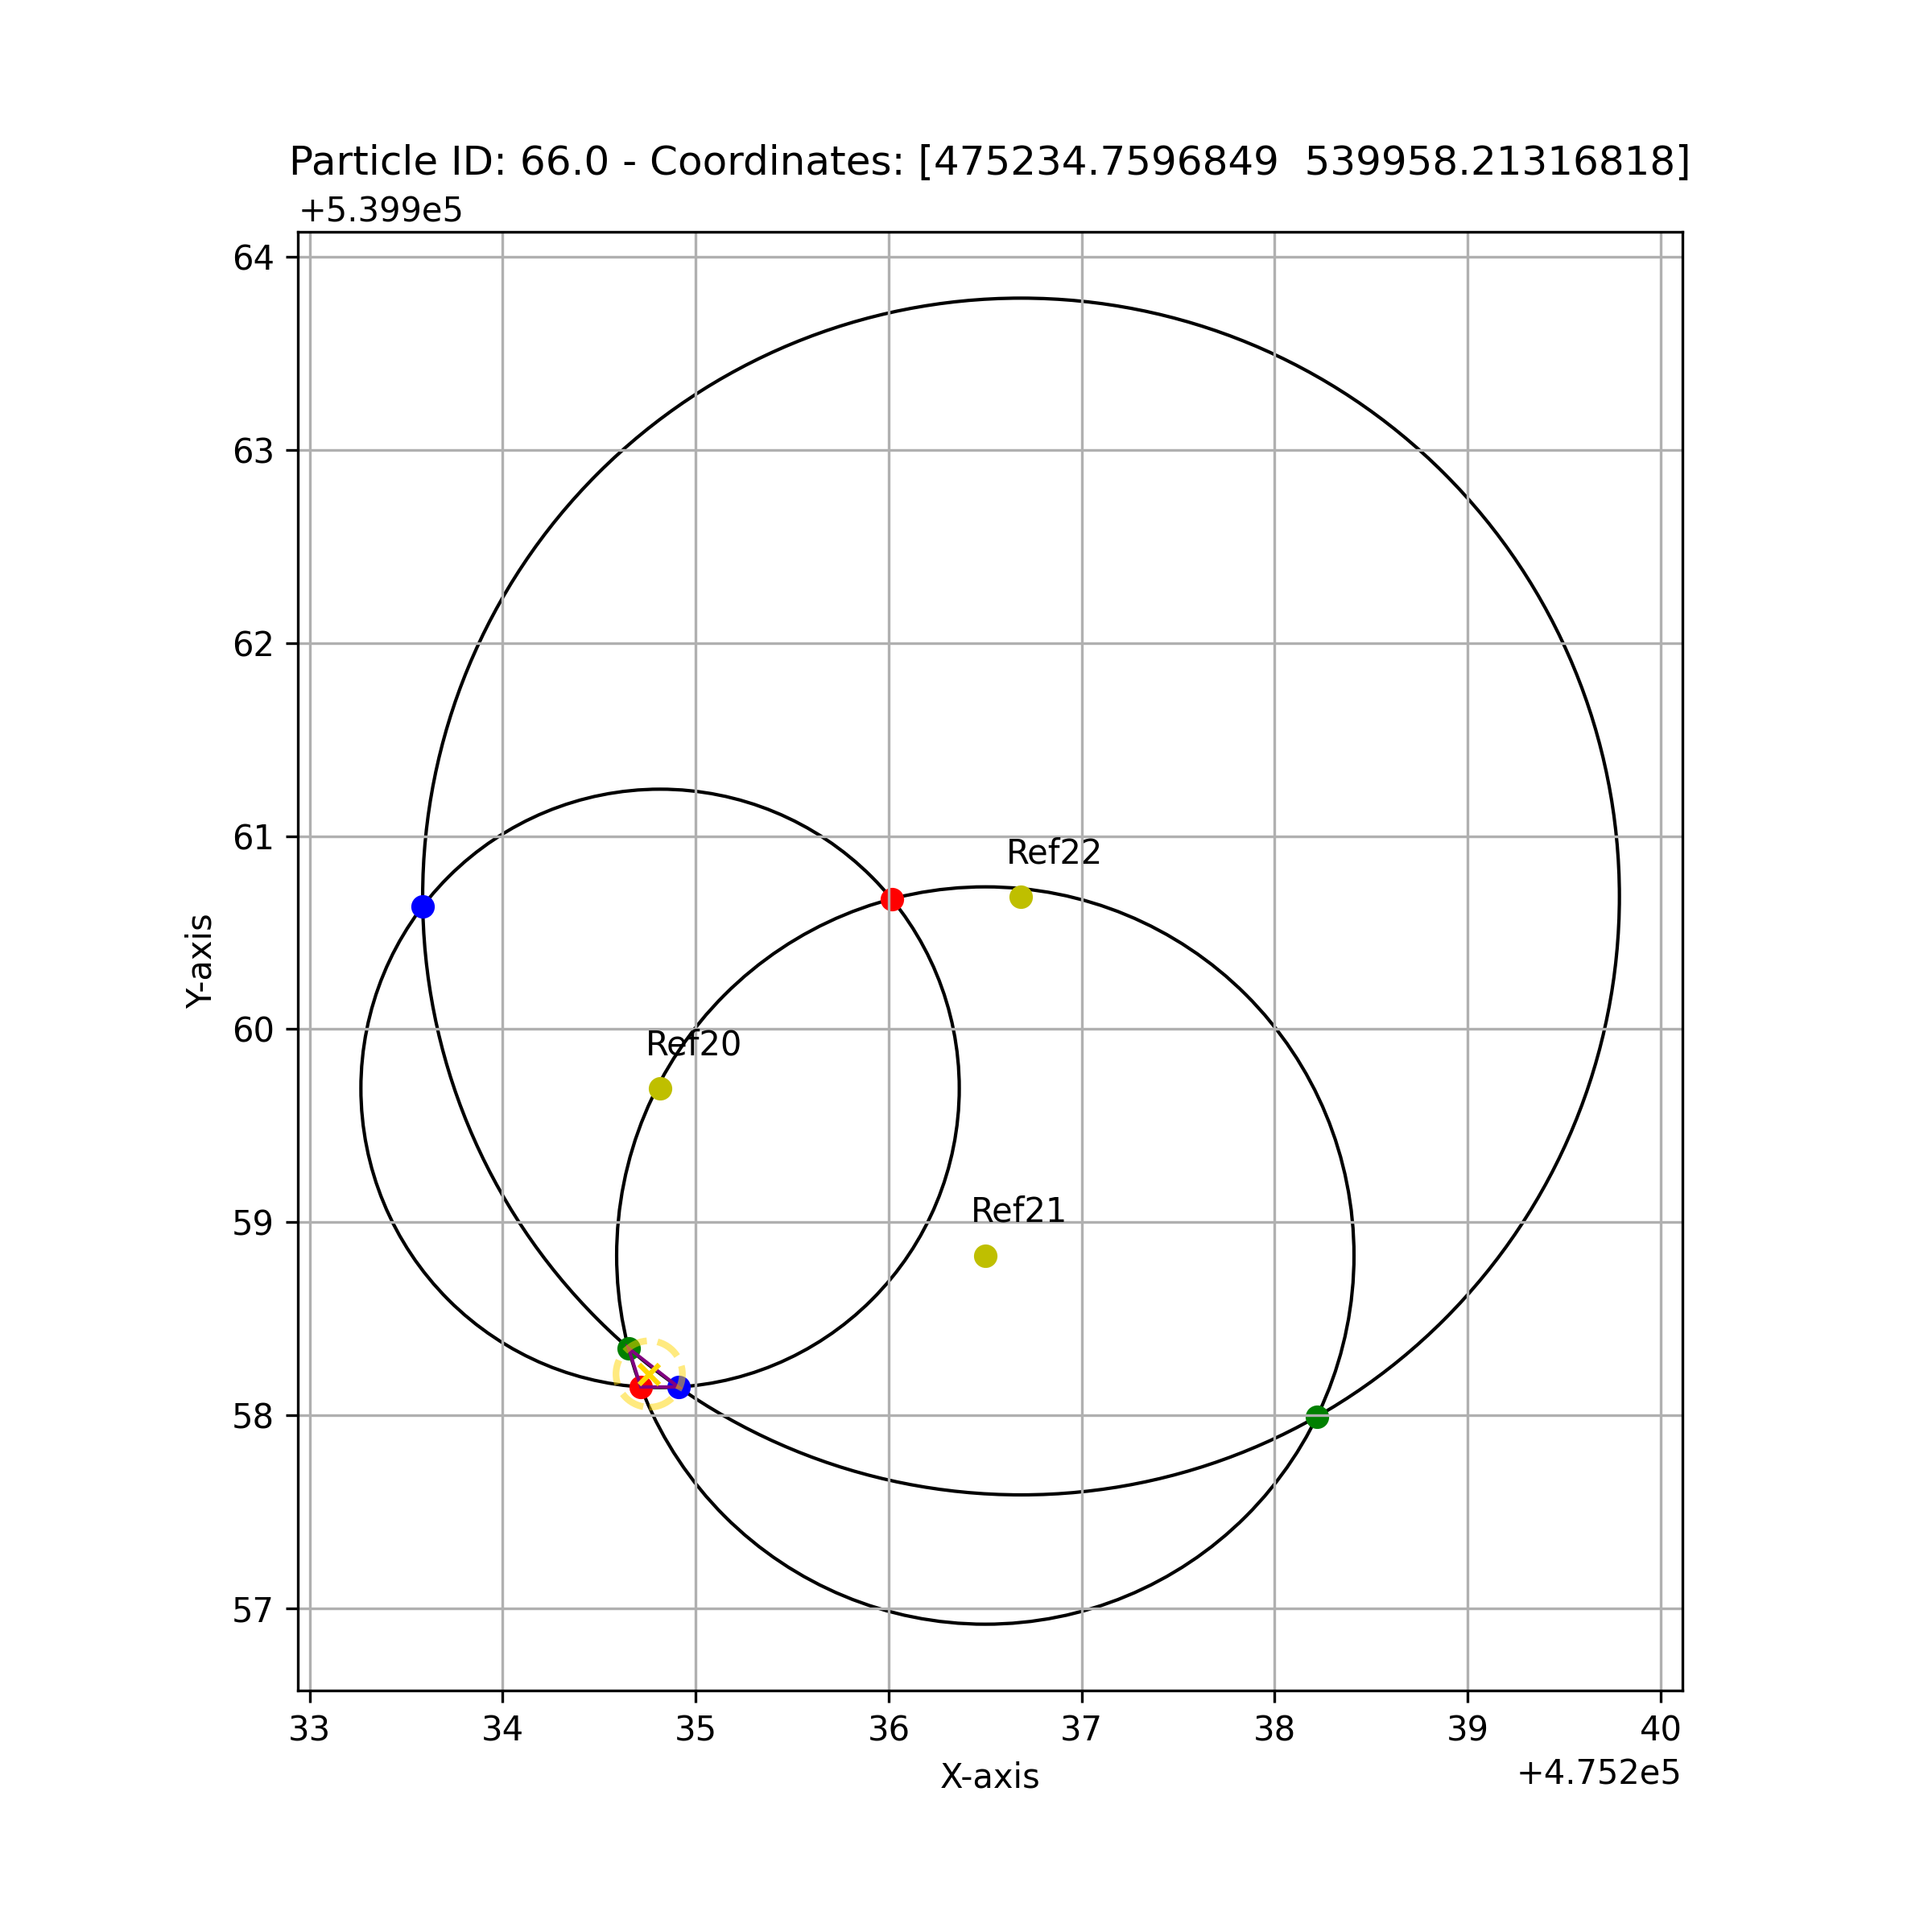 Particle ID: 66.0 - Coordinates: [475234.7596849  539958.21316818]
+5.399e5
64
63
62
61
60
59
58
57
Y-axis
Ref22
Ref20
Ref21
33 34 35 36 37 38 39 40
X-axis
+4.752e5